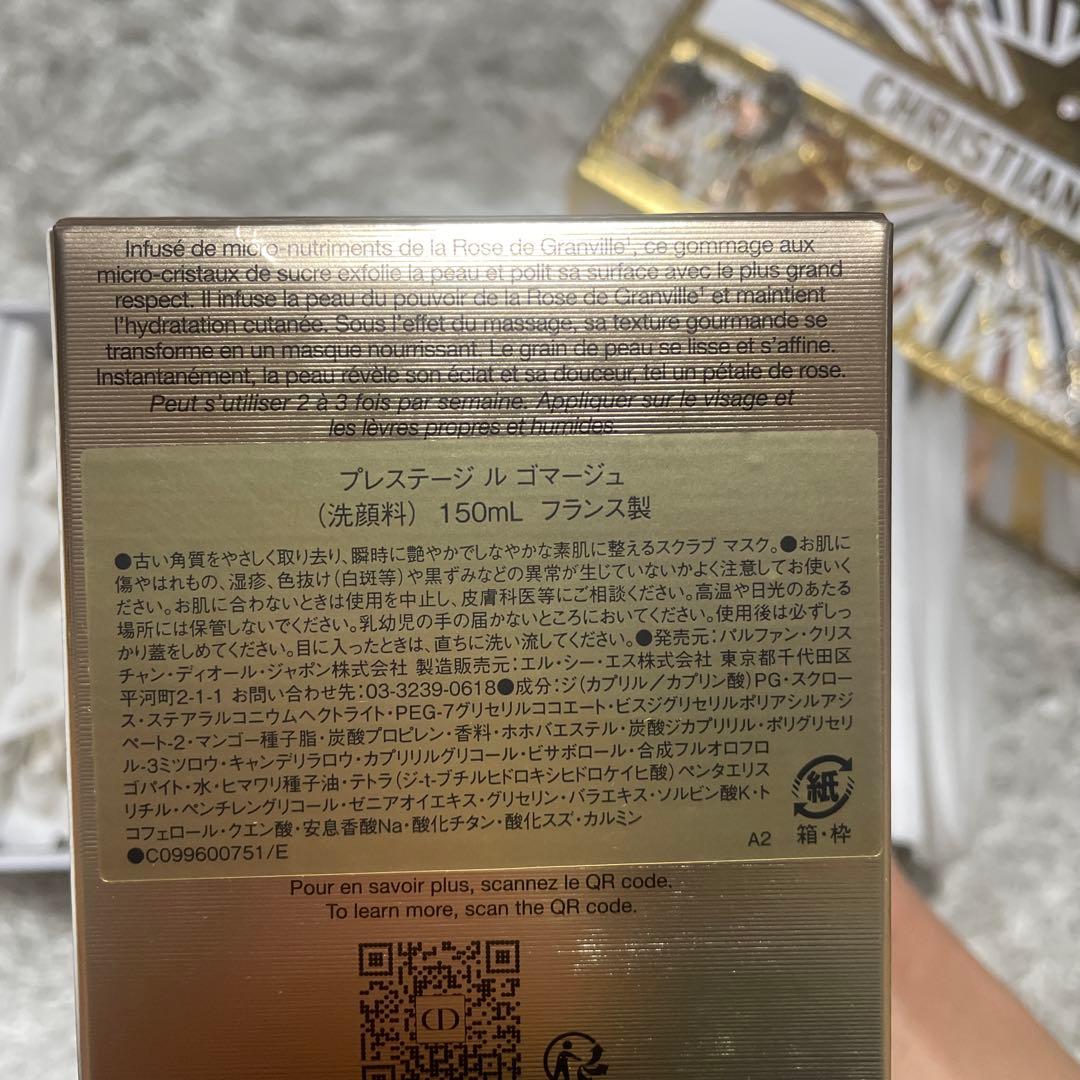 CHRISTIAN
Infusé de micro-nutriments de la Rose de Granville¹, ce gommage aux
micro-cristaux de sucre exfolie la peau et polit sa surface avec le plus grand
respect. Il infuse la peau du pouvoir de la Rose de Granville¹ et maintient
l'hydratation cutanée. Sous l'effet du massage, sa texture gourmande se
transforme en un masque nourrissant. Le grain de peau se lisse et s'affine.
Instantanément, la peau révèle son éclat et sa douceur, tel un pétale de rose.
Peut s'utiliser 2 à 3 fois par semaine. Appliquer sur le visage et
les lèvres propres et humides.
プレステージ ル ゴマージュ
(洗顔料) 150mL フランス製
●古い角質をやさしく取り去り、瞬時に艶やかでしなやかな素肌に整えるスクラブ マスク。●お肌に
傷やはれもの、湿疹、色抜け(白斑等)や黒ずみなどの異常が生じていないかよく注意してお使いく
ださい。お肌に合わないときは使用を中止し、皮膚科医等にご相談ください。高温や日光のあたる
場所には保管しないでください。乳幼児の手の届かないところにおいてください。使用後は必ずしっ
かり蓋をしめてください。目に入ったときは、直ちに洗い流してください。●発売元:パルファン・クリス
チャン・ディオール・ジャポン株式会社 製造販売元:エル・シー・エス株式会社 東京都千代田区
平河町2-1-1 お問い合わせ先:03-3239-0618●成分:ジ(カプリル/カプリン酸)PG・スクロー
ス・ステアラルコニウムヘクトライト・PEG-7グリセリルココエート・ビスジグリセリルポリアシルアジ
ペート-2・マンゴー種子脂・炭酸プロピレン・香料・ホホバエステル・炭酸ジカプリリル・ポリグリセリ
ル-3ミツロウ・キャンデリラロウ・カプリリルグリコール・ビサボロール・合成フルオロフロ
ゴパイト・水・ヒマワリ種子油・テトラ(ジ-t-ブチルヒドロキシヒドロケイヒ酸)ペンタエリス
リチル・ペンチレングリコール・ゼニアオイエキス・グリセリン・バラエキス・ソルビン酸K・ト
コフェロール・クエン酸・安息香酸Na・酸化チタン・酸化スズ・カルミン
●C099600751/E
A2
紙
箱・枠
Pour en savoir plus, scannez le QR code.
To learn more, scan the QR code.
CD